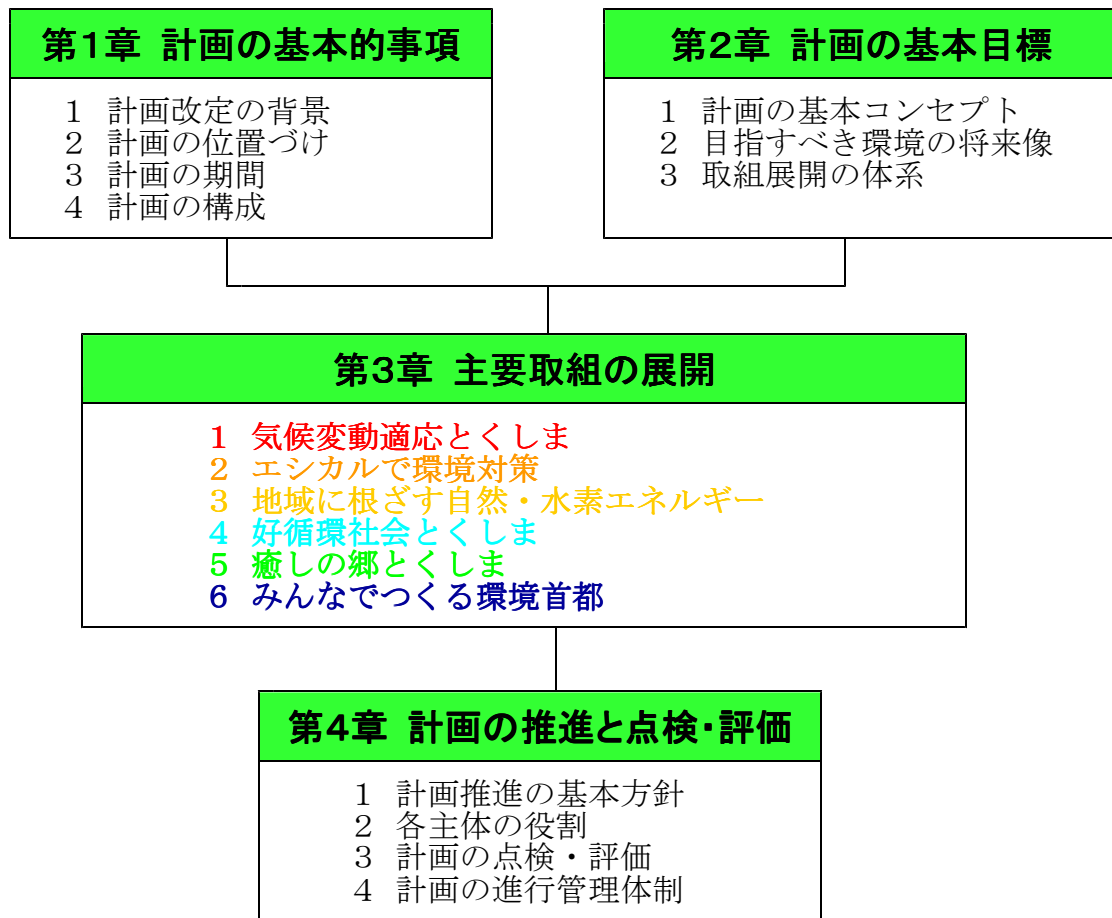 第1章 計画の基本的事項
1 計画改定の背景
2 計画の位置づけ
3 計画の期間
4 計画の構成
第2章 計画の基本目標
1 計画の基本コンセプト
2 目指すべき環境の将来像
3 取組展開の体系
第3章 主要取組の展開
1 気候変動適応とくしま
2 エシカルで環境対策
3 地域に根ざす自然・水素エネルギー
4 好循環社会とくしま
5 癒しの郷とくしま
6 みんなでつくる環境首都
第4章 計画の推進と点検・評価
1 計画推進の基本方針
2 各主体の役割
3 計画の点検・評価
4 計画の進行管理体制